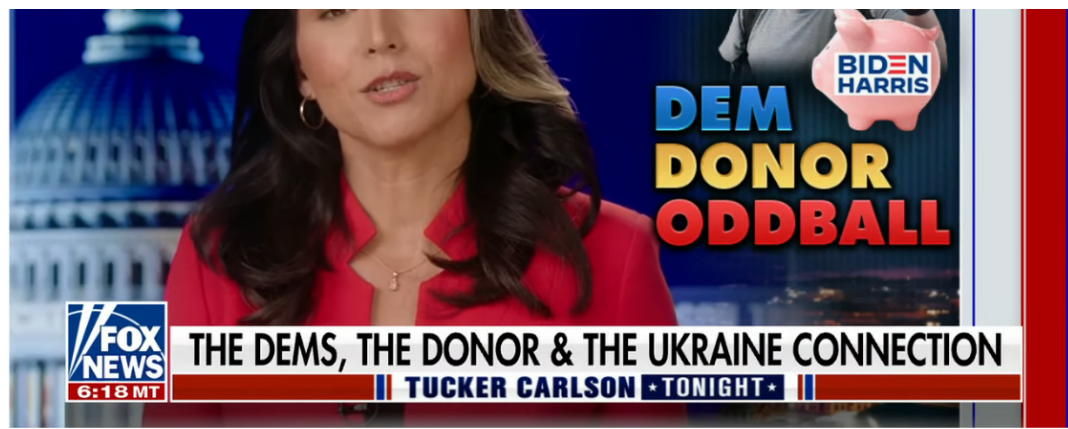 BIDEN
HARRIS
DEM
DONOR
ODDBALL
FOX
NEWS
6:18 MT
THE DEMS, THE DONOR & THE UKRAINE CONNECTION
TUCKER CARLSON TONIGHT